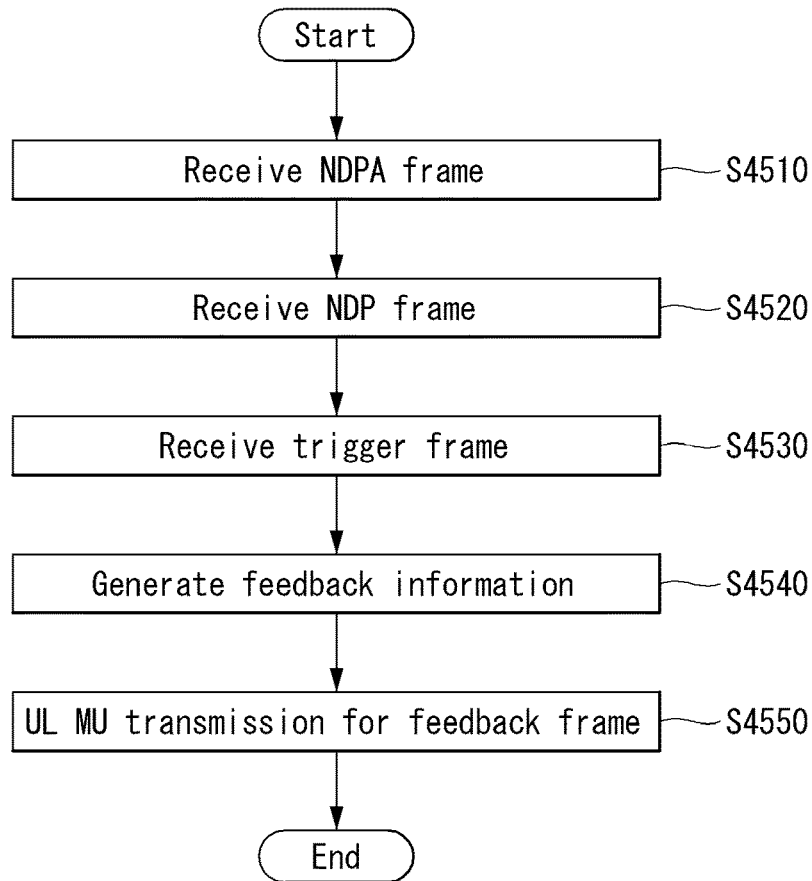 Start
Receive NDPA frame
S4510
Receive NDP frame
S4520
Receive trigger frame
S4530
Generate feedback information
S4540
UL MU transmission for feedback frame
S4550
End